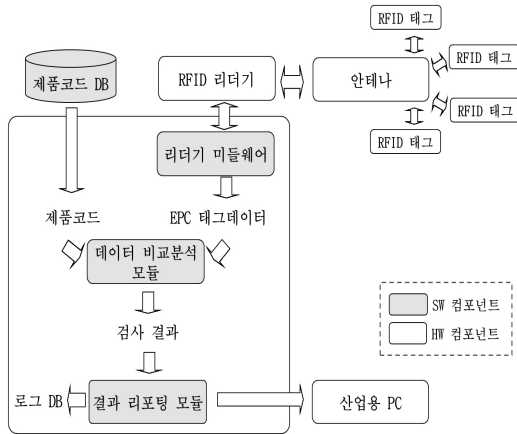 RFID 태그
제품코드 DB
RFID 리더기
안테나
RFID 태그
RFID 태그
RFID 태그
리더기 미들웨어
제품코드
EPC 태그데이터
데이터 비교분석
모듈
검사 결과
SW 컴포넌트
HW 컴포넌트
로그 DB
결과 리포팅 모듈
산업용 PC